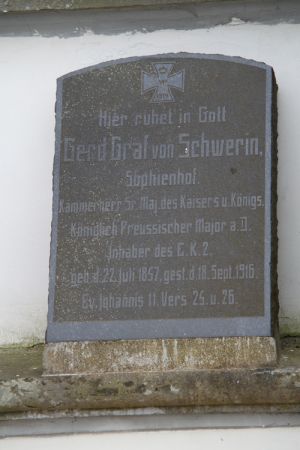 Hier ruhet in Gott
Gerd Graf von Schwerin,
Sophienhof.
Kammerherr Sr. Maj. des Kaisers u. Königs.
Königlich Preussischer Major a. D.
Inhaber des E. K. 2.
geb. d. 22. Juli 1857, gest. d. 18. Sept. 1916.
Ev. Johannis 11. Vers 25. u. 26.